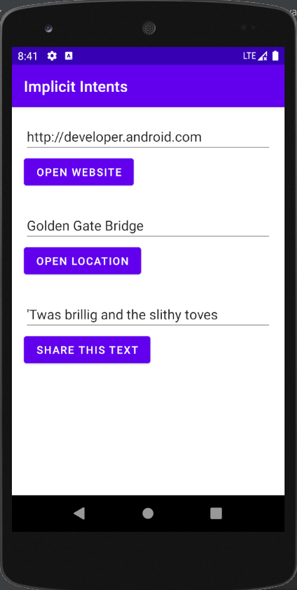 8:41
LTE
Implicit Intents
http://developer.android.com
OPEN WEBSITE
Golden Gate Bridge
OPEN LOCATION
'Twas brillig and the slithy toves
SHARE THIS TEXT